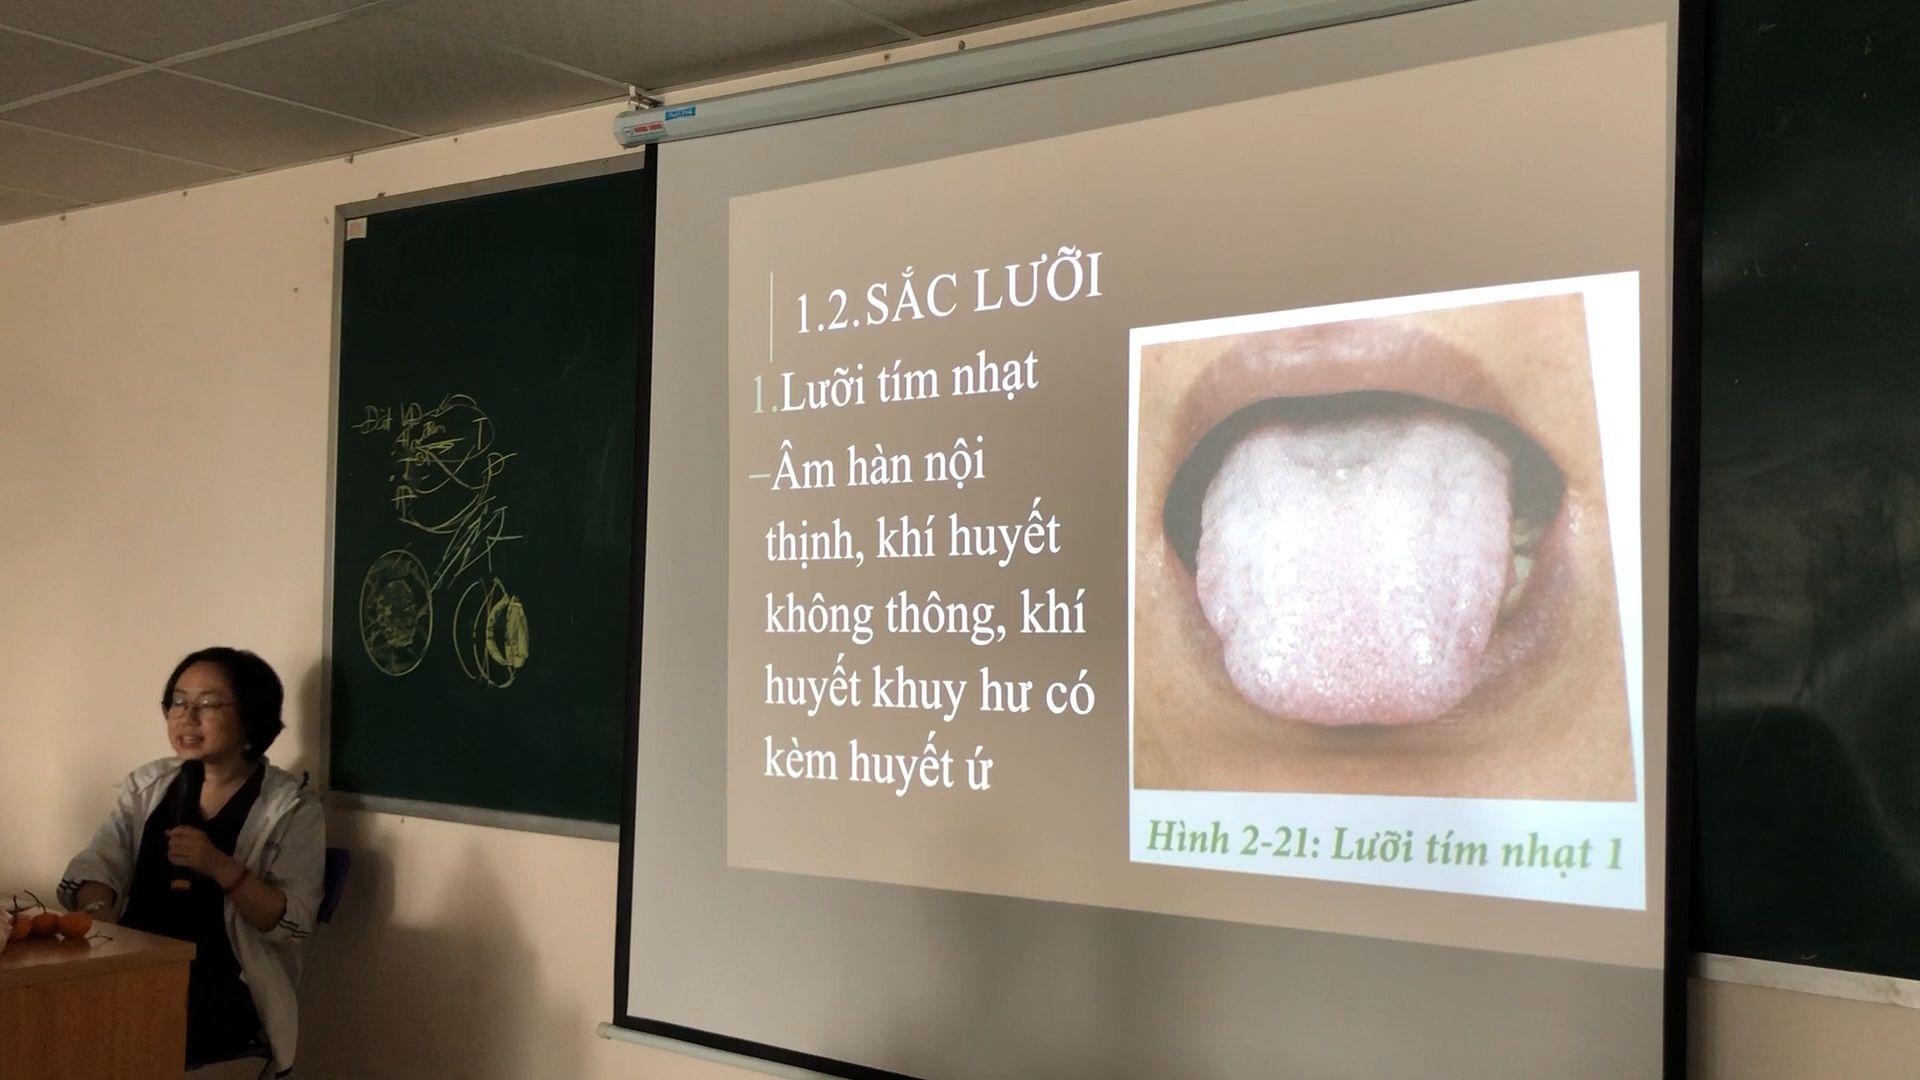 1.2.SẮC LƯỠI
1.Lưỡi tím nhạt
–Âm hàn nội
thịnh, khí huyết
không thông, khí
huyết khuy hư có
kèm huyết ứ
Hình 2-21: Lưỡi tím nhạt 1